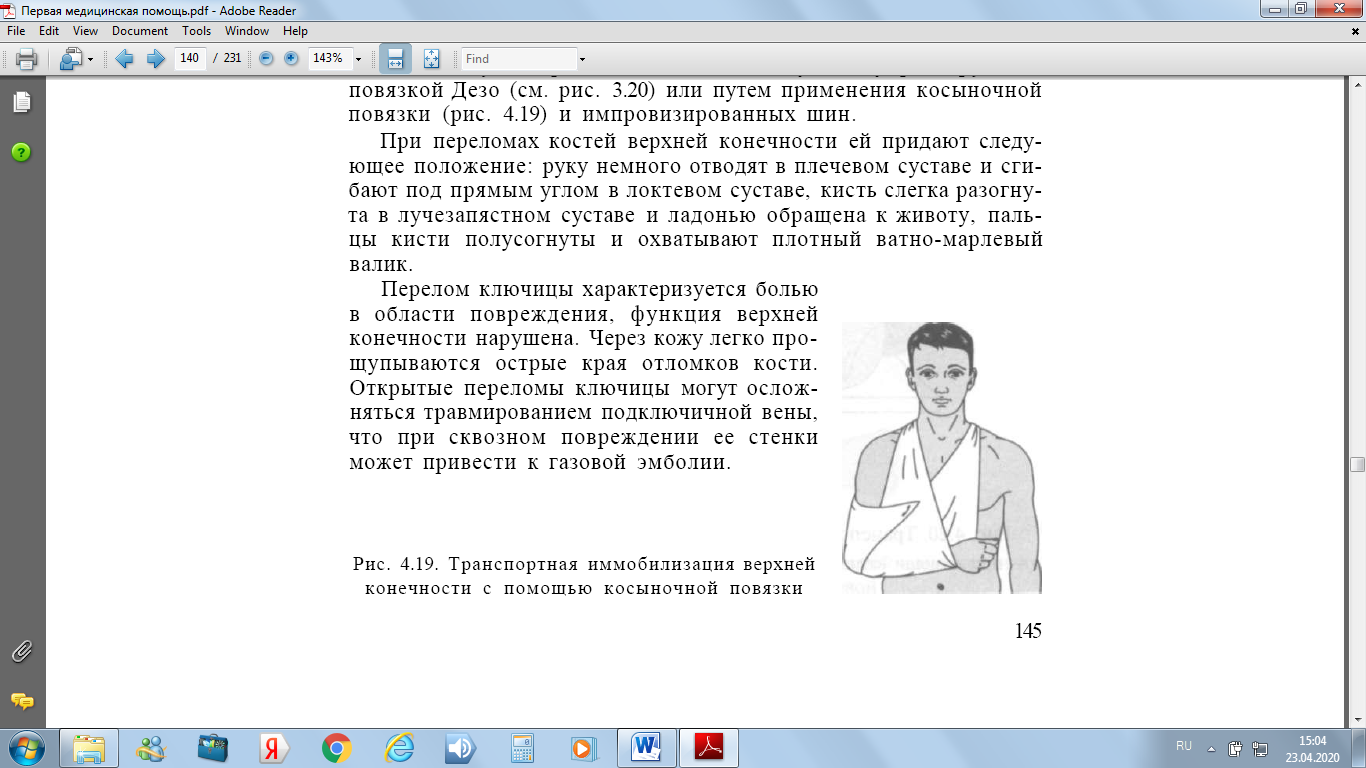 Первая медицинская помощь.pdf - Adobe Reader
File Edit View Document Tools Window Help
140 / 231 143% Find
повязкой Дезо (см. рис. 3.20) или путем применения косыночной
повязки (рис. 4.19) и импровизированных шин.
При переломах костей верхней конечности ей придают следу-
ющее положение: руку немного отводят в плечевом суставе и сги-
бают под прямым углом в локтевом суставе, кисть слегка разогну-
та в лучезапястном суставе и ладонью обращена к животу, паль-
цы кисти полусогнуты и охватывают плотный ватно-марлевый
валик.
Перелом ключицы характеризуется болью
в области повреждения, функция верхней
конечности нарушена. Через кожу легко про-
щупываются острые края отломков кости.
Открытые переломы ключицы могут ослож-
няться травмированием подключичной вены,
что при сквозном повреждении ее стенки
может привести к газовой эмболии.
Рис. 4.19. Транспортная иммобилизация верхней
конечности с помощью косыночной повязки
145
RU
15:04
23.04.2020